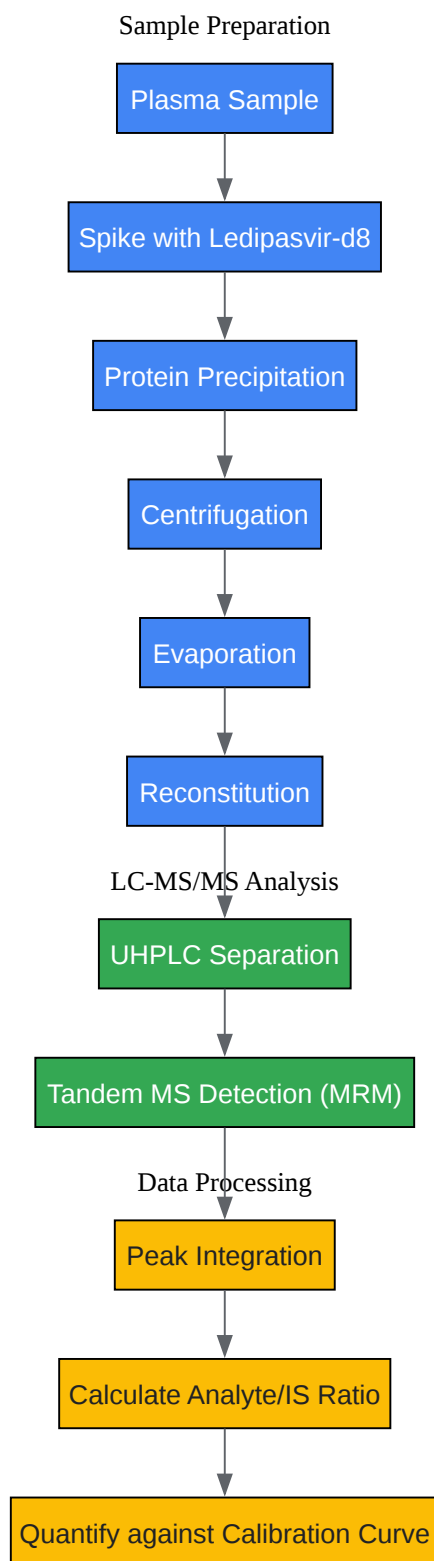 Sample Preparation
Plasma Sample
Spike with Ledipasvir-d8
Protein Precipitation
Centrifugation
Evaporation
Reconstitution
LC-MS/MS Analysis
UHPLC Separation
Tandem MS Detection (MRM)
Data Processing
Peak Integration
Calculate Analyte/IS Ratio
Quantify against Calibration Curve